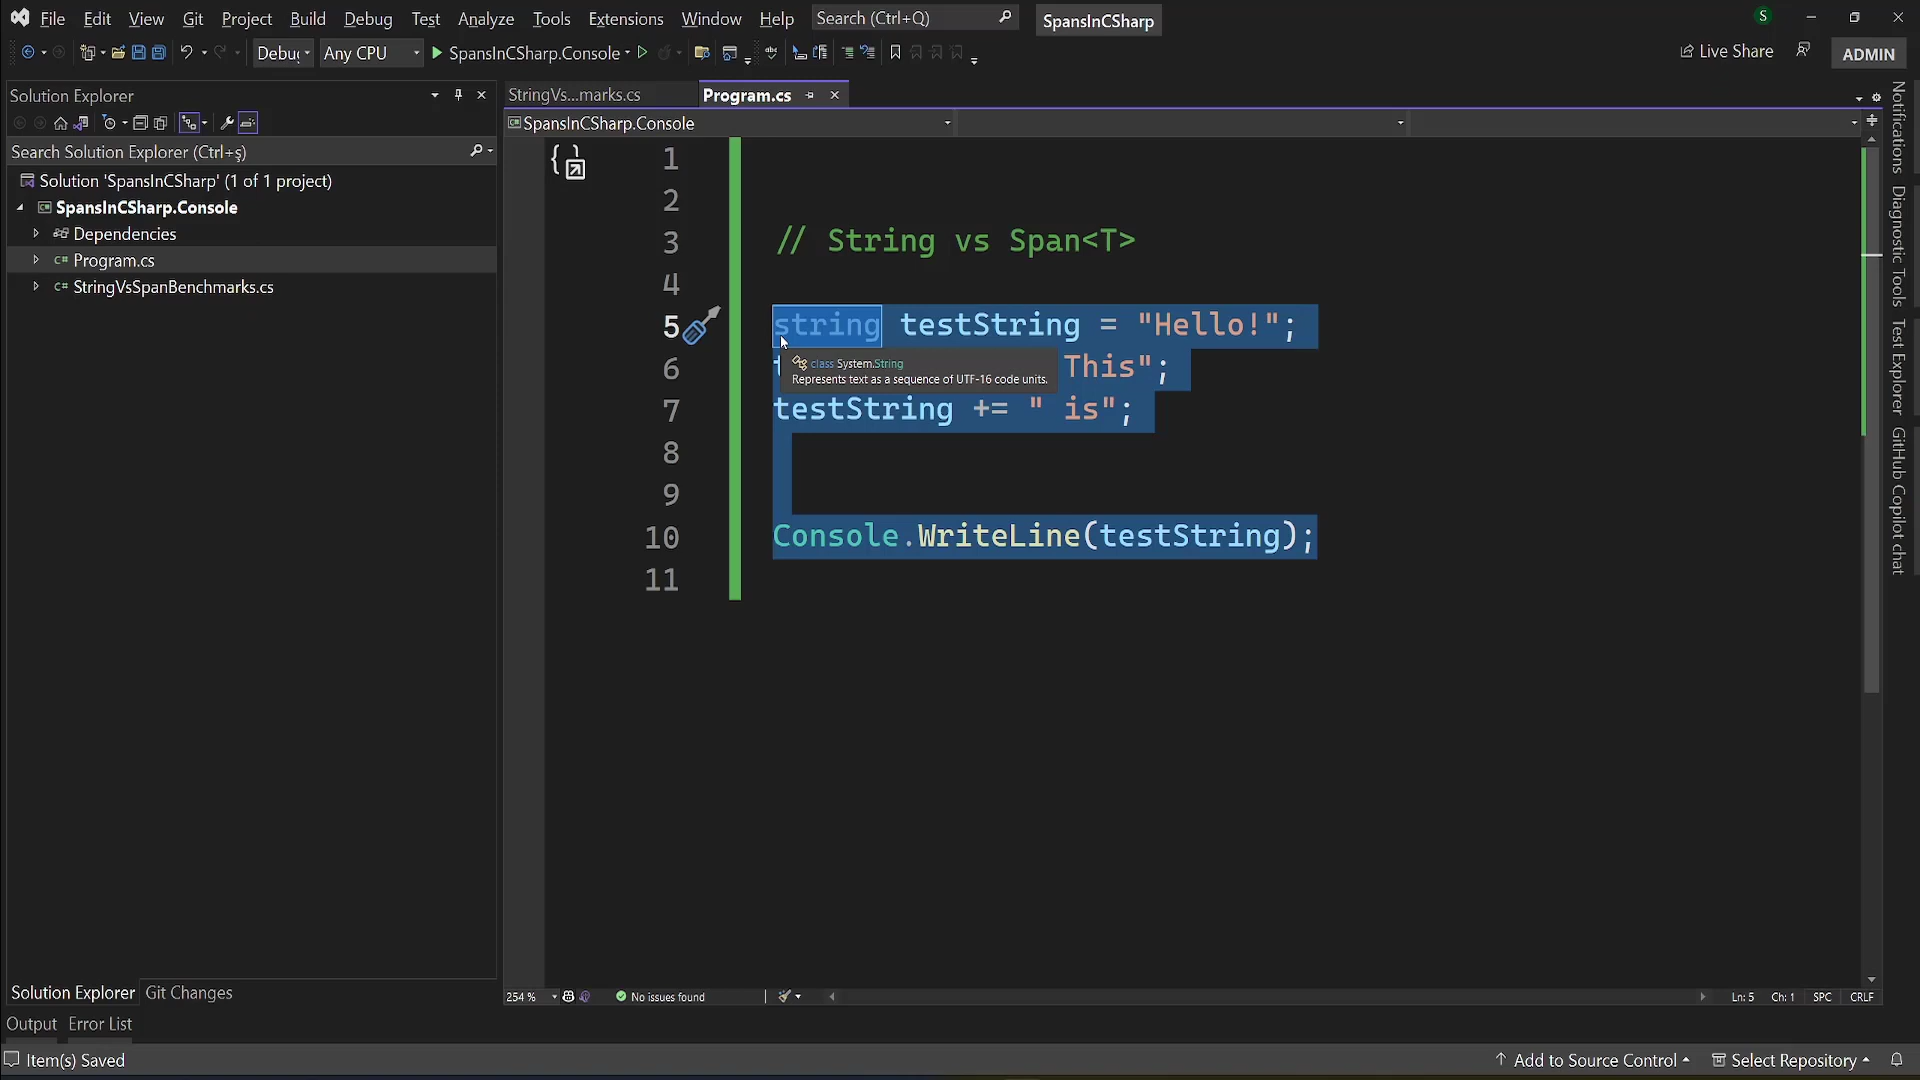 File Edit View Git Project Build Debug Test Analyze Tools Extensions Window Help Search (Ctrl+Q) SpansInCSharp S
Debug Any CPU SpansInCSharp.Console Live Share ADMIN
Solution Explorer
Search Solution Explorer (Ctrl+ş)
Solution 'SpansInCSharp' (1 of 1 project)
SpansInCSharp.Console
Dependencies
C# Program.cs
C# StringVsSpanBenchmarks.cs
StringVs...marks.cs Program.cs
SpansInCSharp.Console
1
2
3 // String vs Span<T>
4
5 string testString = "Hello!";
6 This";
class System.String
Represents text as a sequence of UTF-16 code units.
7 testString += " is";
8
9
10 Console.WriteLine(testString);
11
Notifications
Diagnostic Tools
Test Explorer
GitHub Copilot chat
Solution Explorer Git Changes
254 % No issues found Ln: 5 Ch: 1 SPC CRLF
Output Error List
Item(s) Saved Add to Source Control Select Repository